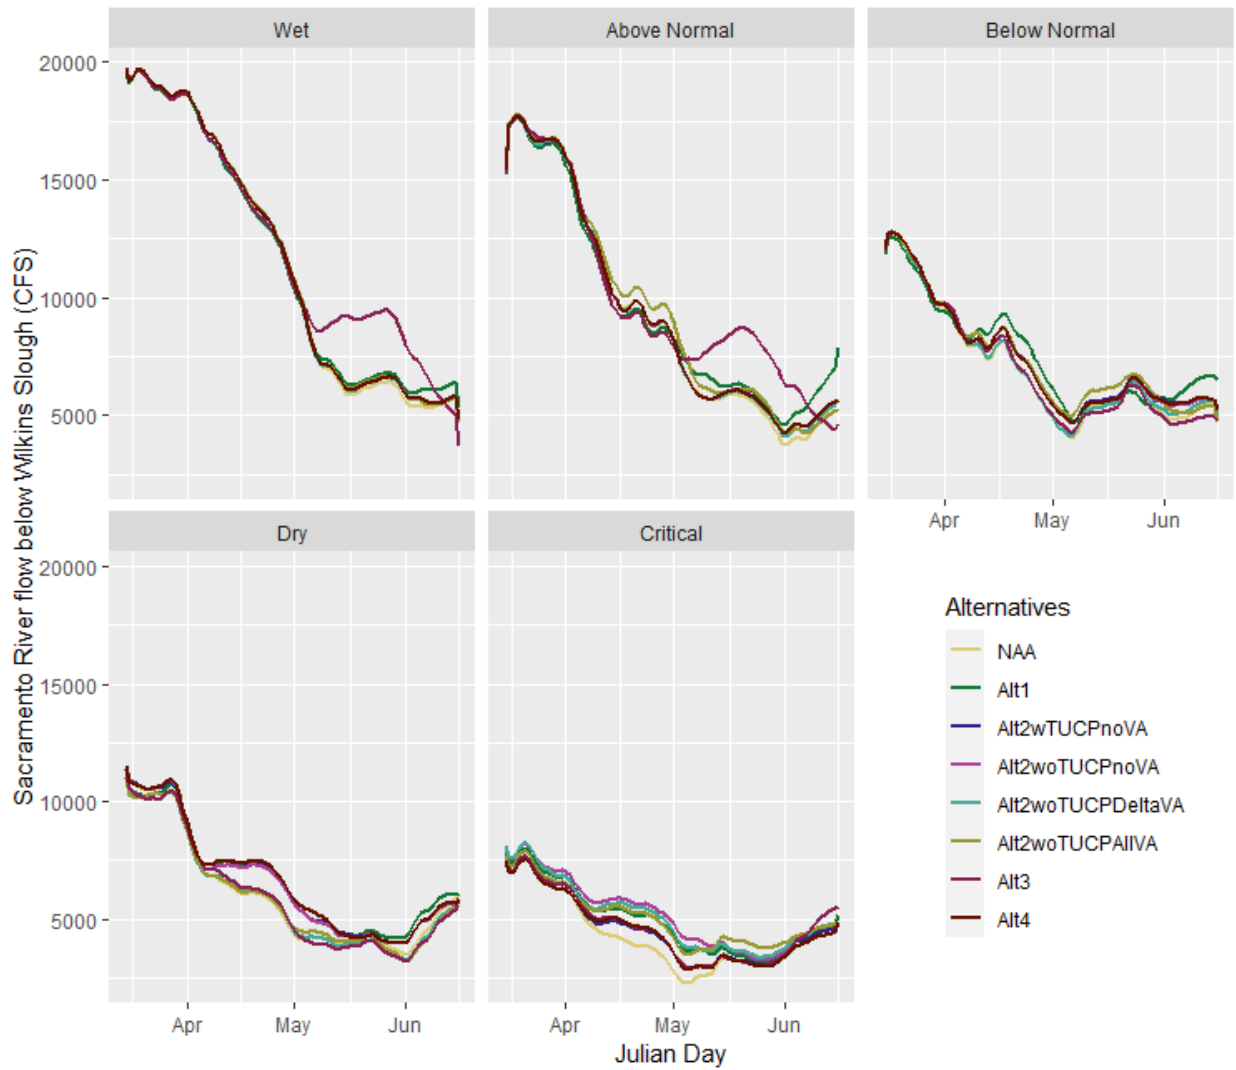 Wet
Above Normal
Below Normal
20000
15000
10000
5000
Apr
May
Jun
Dry
Critical
20000
15000
10000
5000
Apr
May
Jun
Apr
May
Jun
Sacramento River flow below Wilkins Slough (CFS)
Julian Day
Alternatives
NAA
Alt1
Alt2wTUCPnoVA
Alt2woTUCPnoVA
Alt2woTUCPDeltaVA
Alt2woTUCPAllVA
Alt3
Alt4